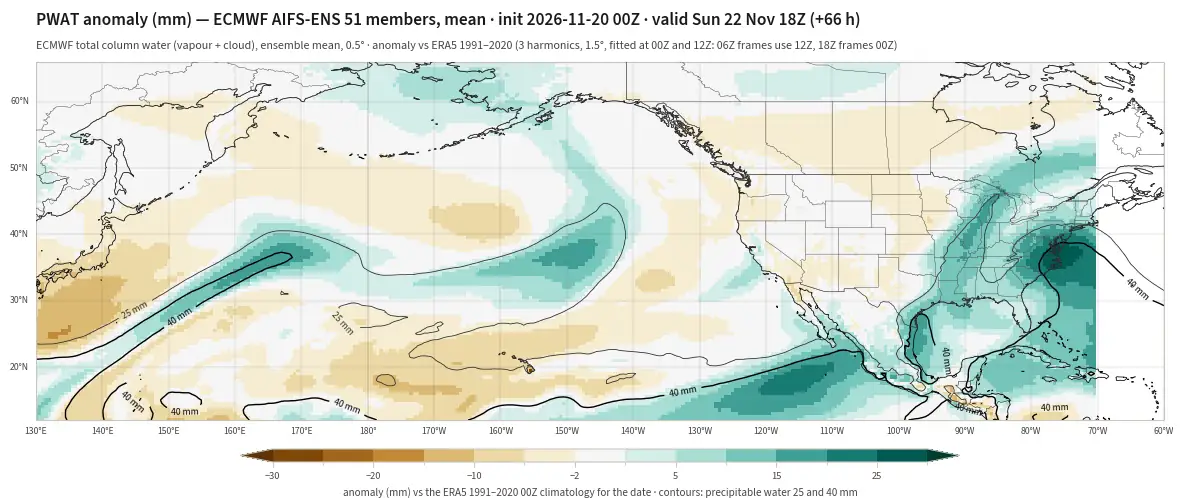 PWAT anomaly (mm) — ECMWF AIFS-ENS 51 members, mean · init 2026-11-20 00Z · valid Sun 22 Nov 18Z (+66 h)
ECMWF total column water (vapour + cloud), ensemble mean, 0.5° · anomaly vs ERA5 1991–2020 (3 harmonics, 1.5°, fitted at 00Z and 12Z: 06Z frames use 12Z, 18Z frames 00Z)
60°N
50°N
40°N
30°N
20°N
25 mm
40 mm
25 mm
40 mm
40 mm
40 mm
40 mm
40 mm
40 mm
40 mm
40 mm
130°E 140°E 150°E 160°E 170°E 180° 170°W 160°W 150°W 140°W 130°W 120°W 110°W 100°W 90°W 80°W 70°W 60°W
−30 −20 −10 −2 5 15 25
anomaly (mm) vs the ERA5 1991–2020 00Z climatology for the date · contours: precipitable water 25 and 40 mm